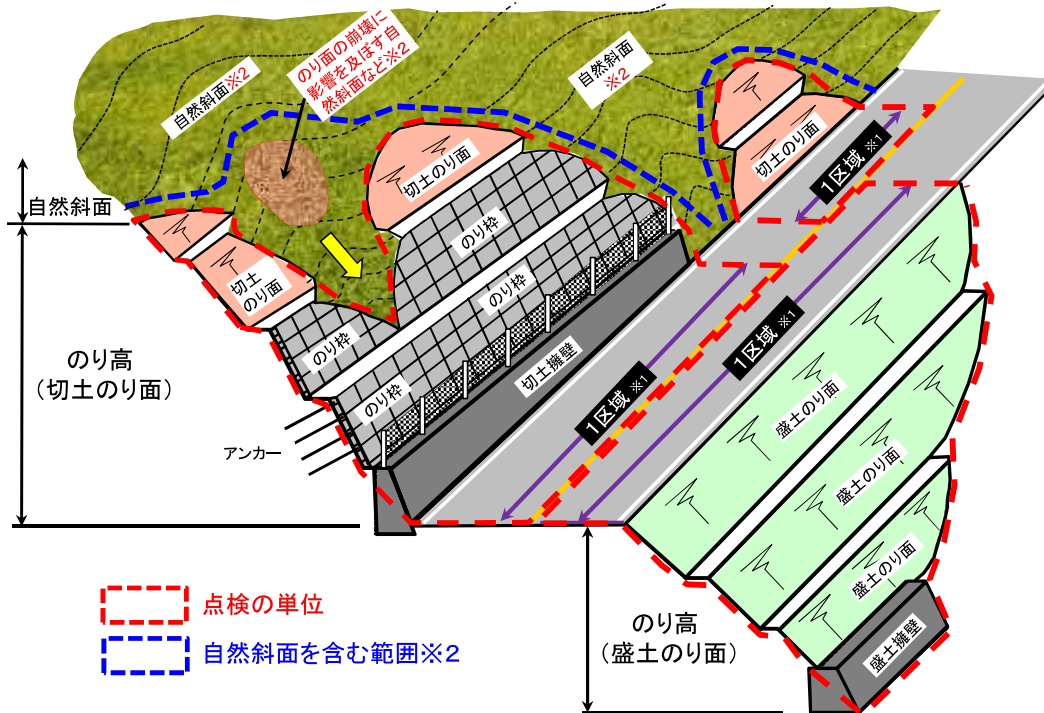 のり面の崩壊に
影響を及ぼす自
然斜面など※2
自然斜面※2
自然斜面
※2
切土のり面
1区域 ※1
自然斜面
切土のり面
のり枠
切土
のり面
のり枠
のり枠
のり枠
切土擁壁
1区域 ※1
1区域 ※1
のり高
(切土のり面)
アンカー
盛土のり面
盛土のり面
盛土のり面
盛土擁壁
点検の単位
自然斜面を含む範囲※2
のり高
(盛土のり面)